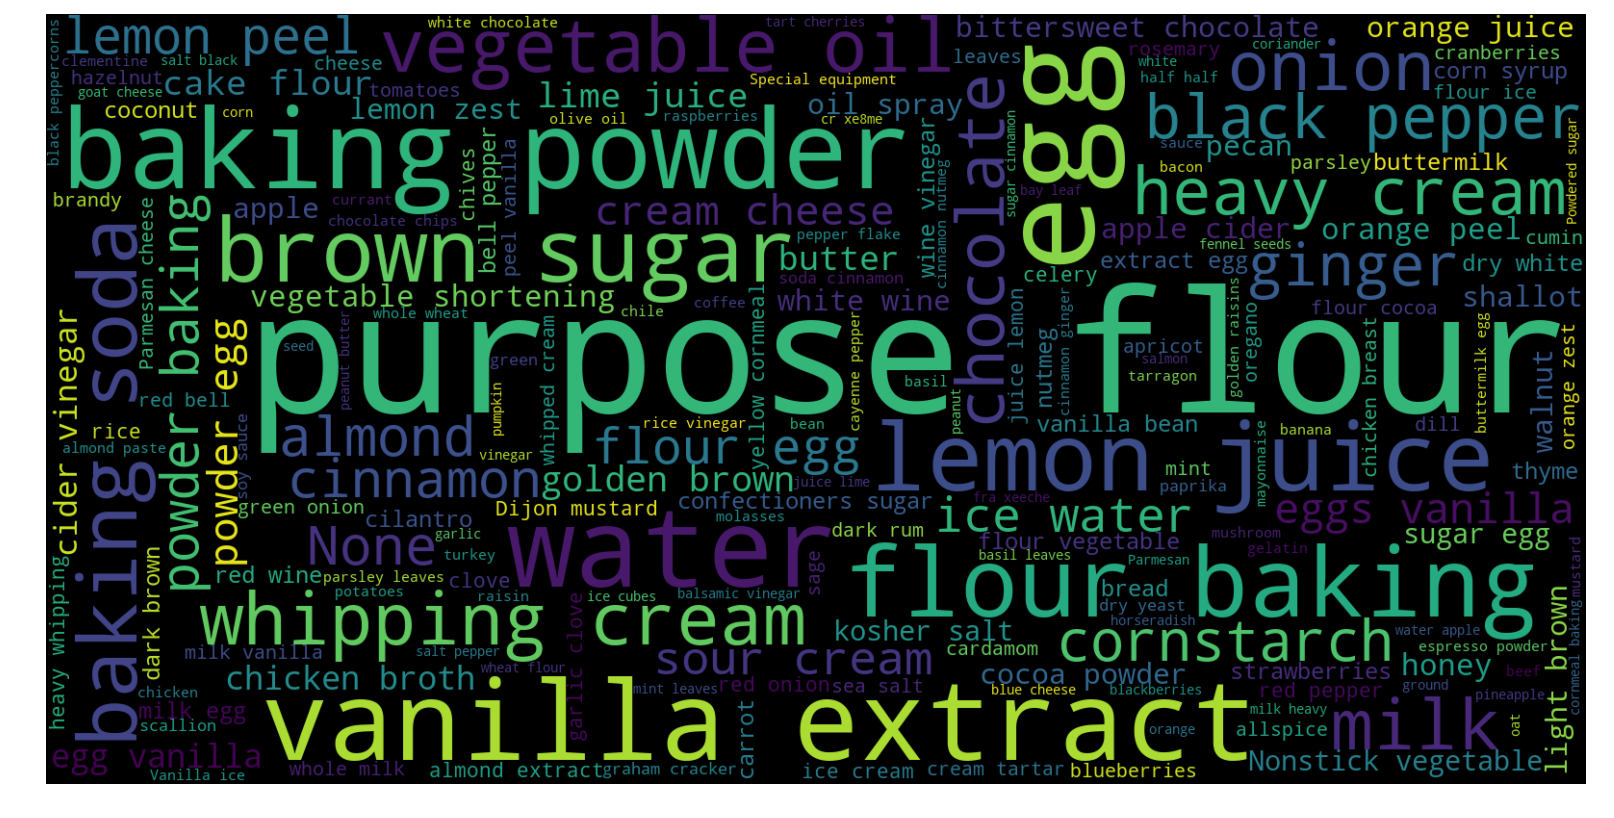 white chocolate
tart cherries
bittersweet chocolate
orange juice
lemon peel
vegetable oil
egg
onion
rosemary
coriander
cranberries
clementine
salt black
cheese
leaves
white
black peppercorns
hazelnut
cake flour
tomatoes
Special equipment
chocolate
half half
corn syrup
goat cheese
flour ice
coconut
corn
lemon zest
lime juice
olive oil
raspberries
oil spray
cr xe8me
black pepper
baking powder
chives
bell pepper
peel vanilla
wine vinegar
cinnamon nutmeg
sugar cinnamon
sauce
pecan
parsley
buttermilk
Powdered sugar
bacon
bay leaf
heavy cream
brandy
Parmesan cheese
powder baking
apple
currant
chocolate chips
cream cheese
apple cider
orange peel
cumin
baking soda
brown sugar
pepper flake
butter
fennel seeds
celery
extract egg
ginger
dry white
soda cinnamon
vegetable shortening
coffee
white wine
shallot
whole wheat
chile
yellow cornmeal
flour cocoa
cider vinegar
powder egg
purpose flour
seed
peanut butter
green
whipped cream
cayenne pepper
basil
peanut
juice lemon
nutmeg
cinnamon ginger
apricot
salmon
tarragon
golden raisins
oregano
chicken breast
buttermilk egg
walnut
orange zest
red bell
pumpkin
rice
almond paste
soy sauce
almond
vinegar
rice vinegar
bean
vanilla bean
banana
dill
flour egg
lemon juice
cinnamon
golden brown
juice lime
mint
paprika
mayonnaise
thyme
green onion
cilantro
Dijon mustard
confectioners sugar
fra xeeche
ice water
eggs vanilla
None
garlic
molasses
dark rum
water
flour vegetable
mushroom
sugar egg
turkey
basil leaves
Parmesan
gelatin
heavy whipping
dark brown
red wine
parsley leaves
clove
sage
flour baking
bread
mustard
potatoes
raisin
ice cubes
balsamic vinegar
dry yeast
horseradish
cornmeal baking
whipping cream
garlic clove
kosher salt
cornstarch
water apple
milk vanilla
salt pepper
sour cream
cardamom
espresso powder
wheat flour
chicken broth
cocoa powder
strawberries
honey
beef
light brown
chicken
vanilla extract
mint leaves
red onion
sea salt
blue cheese
blackberries
red pepper
ground
pineapple
milk egg
milk heavy
scallion
carrot
orange
allspice
milk
oat
egg vanilla
Vanilla ice
whole milk
almond extract
graham cracker
ice cream
cream tartar
blueberries
Nonstick vegetable